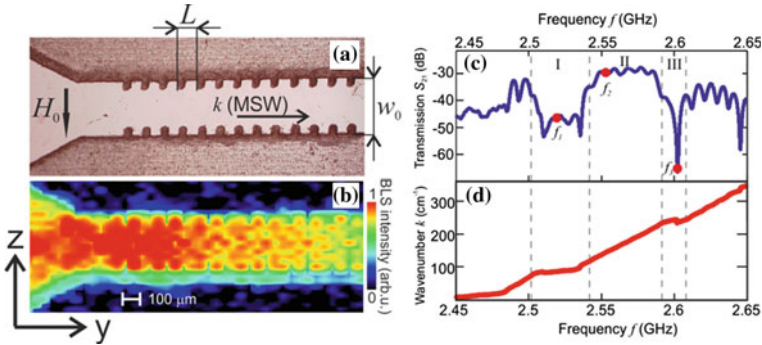 L
(a)
H₀
k (MSW)
w₀
(b)
1
BLS intensity (arb.u.)
0
100 μm
z
y
Frequency f (GHz)
2.45 2.5 2.55 2.6 2.65
(c)
I II III
Transmission S₂₁ (dB)
-30
-40
-50
-60
f₁
f₂
f₃
(d)
Wavenumber k (cm⁻¹)
300
200
100
2.45 2.5 2.55 2.6 2.65
Frequency f (GHz)